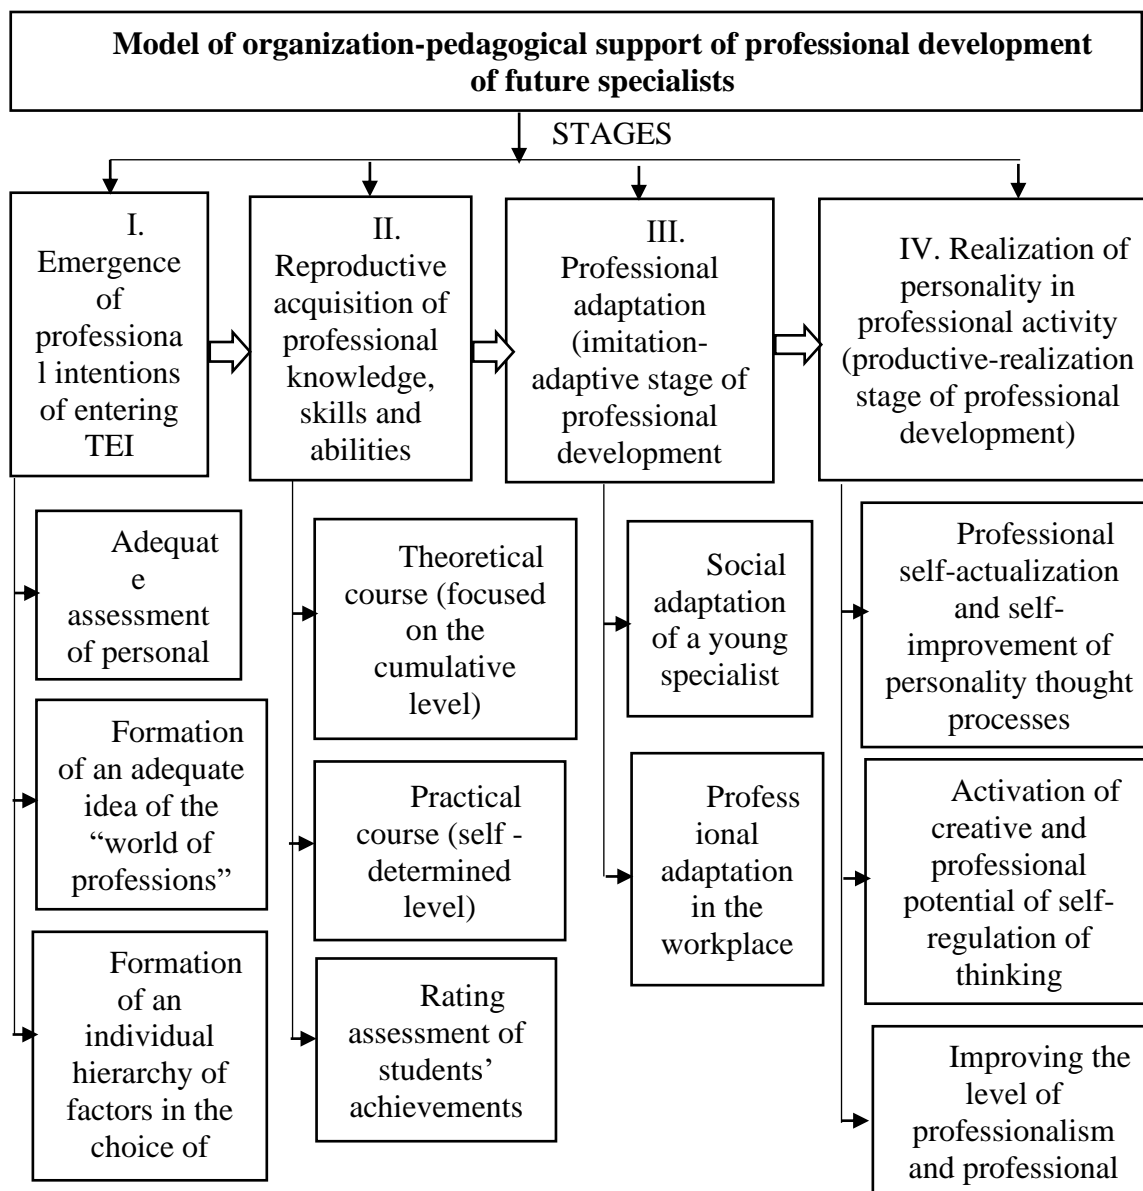 Model of organization-pedagogical support of professional development
of future specialists
STAGES
I.
Emergence
of
professiona
l intentions
of entering
TEI
II.
Reproductive
acquisition of
professional
knowledge,
skills and
abilities
III.
Professional
adaptation
(imitation-
adaptive stage of
professional
development
IV. Realization of
personality in
professional activity
(productive-realization
stage of professional
development)
Adequat
e
assessment
of personal
Formation
of an adequate
idea of the
“world of
professions”
Formation
of an
individual
hierarchy of
factors in the
choice of
Theoretical
course (focused
on the
cumulative
level)
Practical
course (self -
determined
level)
Rating
assessment of
students’
achievements
Social
adaptation
of a young
specialist
Profess
ional
adaptation
in the
workplace
Professional
self-actualization
and self-
improvement of
personality thought
processes
Activation of
creative and
professional
potential of self-
regulation of
thinking
Improving the
level of
professionalism
and professional